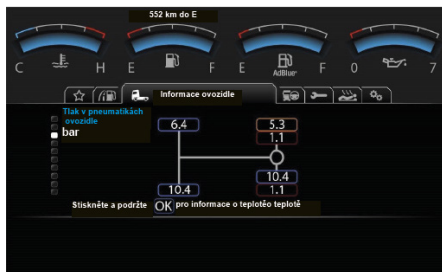 552 km do E
C H E F E F 0 7
AdBlue
Informace ovozidle
Tlak v pneumatikách
ovozidle
bar
6.4 5.3
1.1
10.4
10.4 1.1
Stiskněte a podržte OK pro informace o teplotěo teplotě